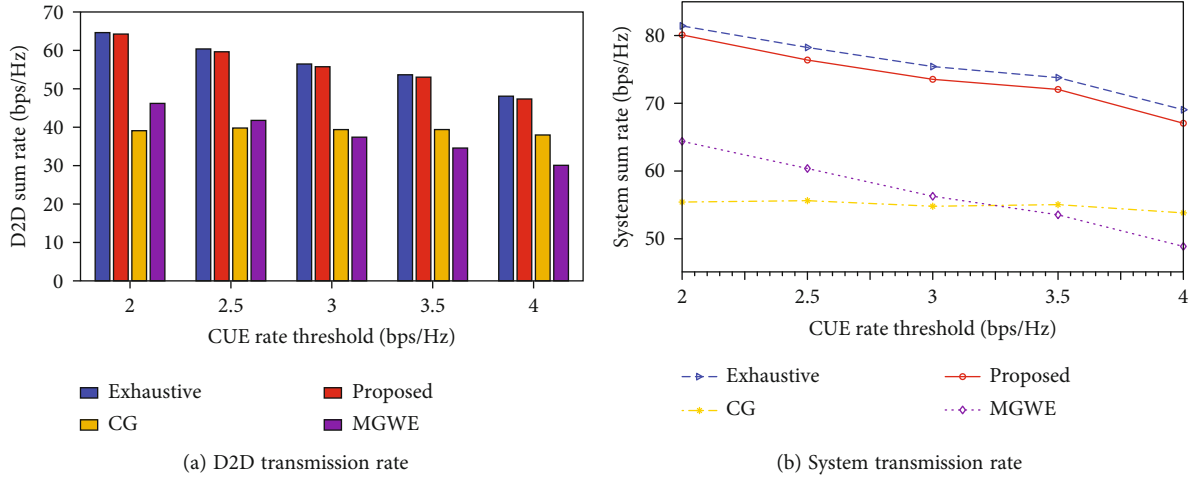 70
60
50
40
30
20
10
0
D2D sum rate (bps/Hz)
2 2.5 3 3.5 4
CUE rate threshold (bps/Hz)
Exhaustive Proposed
CG MGWE
(a) D2D transmission rate
80
70
60
50
System sum rate (bps/Hz)
2 2.5 3 3.5 4
CUE rate threshold (bps/Hz)
Exhaustive Proposed
CG MGWE
(b) System transmission rate